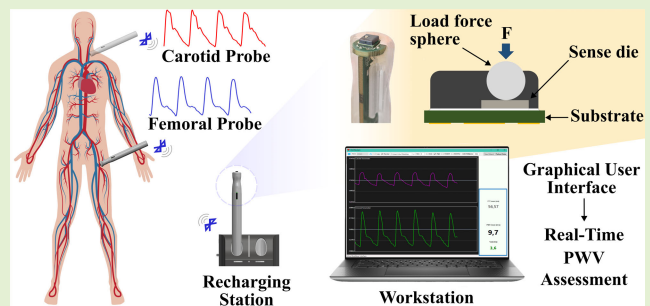 Carotid Probe
Femoral Probe
Recharging
Station
Load force
sphere
F
Sense die
Substrate
Graphical User
Interface
Real-Time
PWV
Assessment
9,7
Workstation